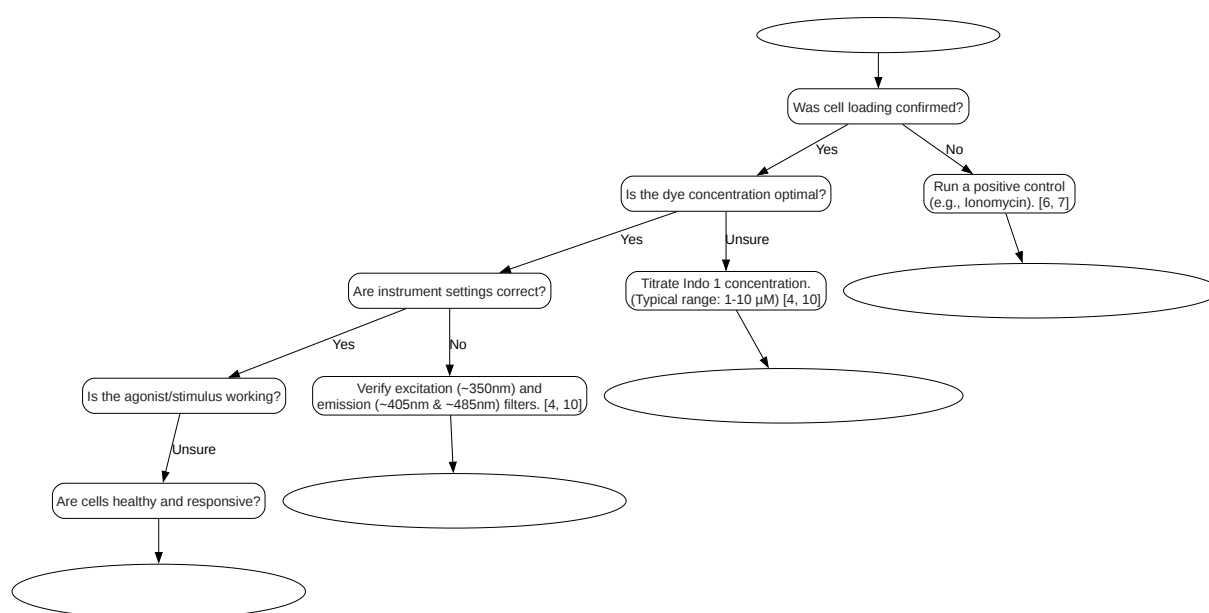 Was cell loading confirmed?
Yes
No
Is the dye concentration optimal?
Run a positive control
(e.g., Ionomycin). [6, 7]
Yes
Unsure
Are instrument settings correct?
Titrate Indo 1 concentration.
(Typical range: 1-10 µM) [4, 10]
Yes
No
Is the agonist/stimulus working?
Verify excitation (~350nm) and
emission (~405nm & ~485nm) filters. [4, 10]
Unsure
Are cells healthy and responsive?